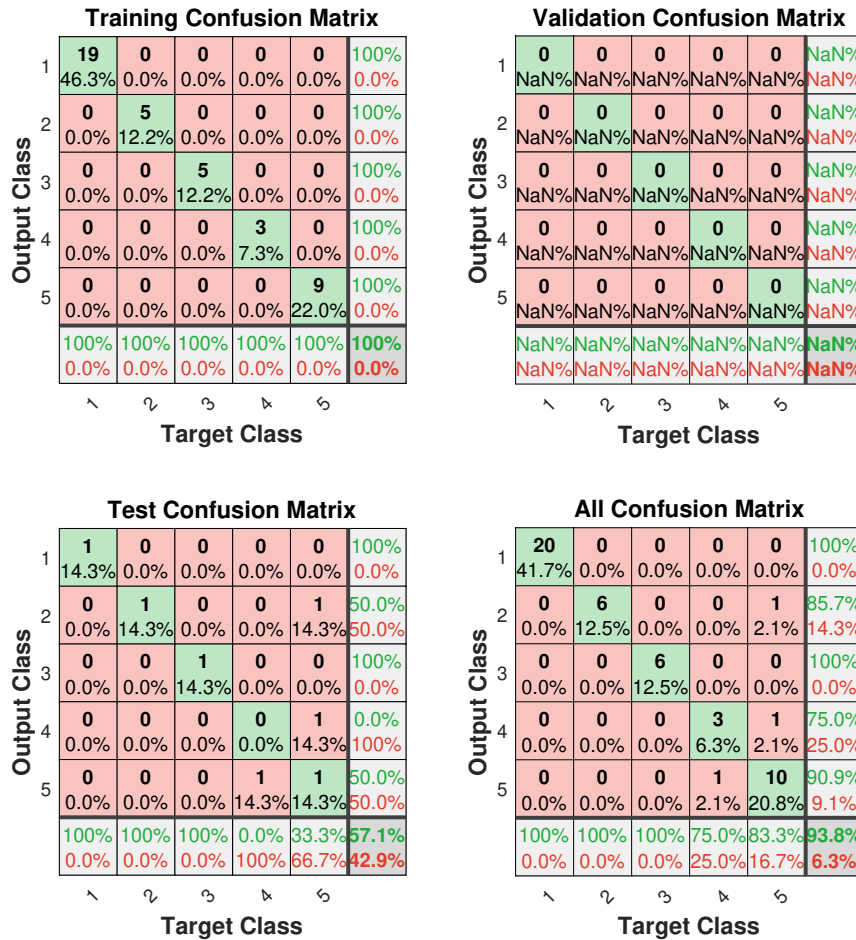 Training Confusion Matrix
Output Class
1
19 0 0 0 0 100%
46.3% 0.0% 0.0% 0.0% 0.0% 0.0%
2
0 5 0 0 0 100%
0.0% 12.2% 0.0% 0.0% 0.0% 0.0%
3
0 0 5 0 0 100%
0.0% 0.0% 12.2% 0.0% 0.0% 0.0%
4
0 0 0 3 0 100%
0.0% 0.0% 0.0% 7.3% 0.0% 0.0%
5
0 0 0 0 9 100%
0.0% 0.0% 0.0% 0.0% 22.0% 0.0%
100% 100% 100% 100% 100% 100%
0.0% 0.0% 0.0% 0.0% 0.0% 0.0%
1 2 3 4 5
Target Class
Validation Confusion Matrix
Output Class
1
0 0 0 0 0 NaN%
NaN% NaN% NaN% NaN% NaN% NaN%
2
0 0 0 0 0 NaN%
NaN% NaN% NaN% NaN% NaN% NaN%
3
0 0 0 0 0 NaN%
NaN% NaN% NaN% NaN% NaN% NaN%
4
0 0 0 0 0 NaN%
NaN% NaN% NaN% NaN% NaN% NaN%
5
0 0 0 0 0 NaN%
NaN% NaN% NaN% NaN% NaN% NaN%
NaN% NaN% NaN% NaN% NaN% NaN%
NaN% NaN% NaN% NaN% NaN% NaN%
1 2 3 4 5
Target Class
Test Confusion Matrix
Output Class
1
1 0 0 0 0 100%
14.3% 0.0% 0.0% 0.0% 0.0% 0.0%
2
0 1 0 0 1 50.0%
0.0% 14.3% 0.0% 0.0% 14.3% 50.0%
3
0 0 1 0 0 100%
0.0% 0.0% 14.3% 0.0% 0.0% 0.0%
4
0 0 0 0 1 0.0%
0.0% 0.0% 0.0% 0.0% 14.3% 100%
5
0 0 0 1 1 50.0%
0.0% 0.0% 0.0% 14.3% 14.3% 50.0%
100% 100% 100% 0.0% 33.3% 57.1%
0.0% 0.0% 0.0% 100% 66.7% 42.9%
1 2 3 4 5
Target Class
All Confusion Matrix
Output Class
1
20 0 0 0 0 100%
41.7% 0.0% 0.0% 0.0% 0.0% 0.0%
2
0 6 0 0 1 85.7%
0.0% 12.5% 0.0% 0.0% 2.1% 14.3%
3
0 0 6 0 0 100%
0.0% 0.0% 12.5% 0.0% 0.0% 0.0%
4
0 0 0 3 1 75.0%
0.0% 0.0% 0.0% 6.3% 2.1% 25.0%
5
0 0 0 1 10 90.9%
0.0% 0.0% 0.0% 2.1% 20.8% 9.1%
100% 100% 100% 75.0% 83.3% 93.8%
0.0% 0.0% 0.0% 25.0% 16.7% 6.3%
1 2 3 4 5
Target Class